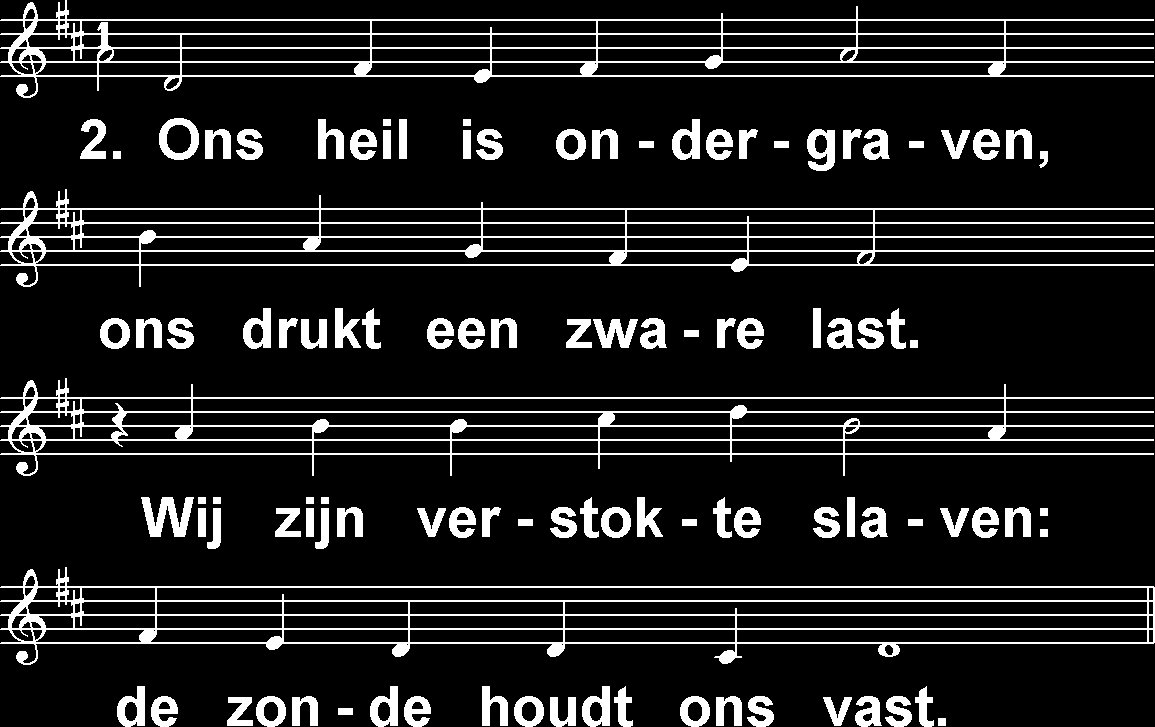 2. Ons heil is on - der - gra - ven,
ons drukt een zwa - re last.
Wij zijn ver - stok - te sla - ven:
de zon - de houdt ons vast.